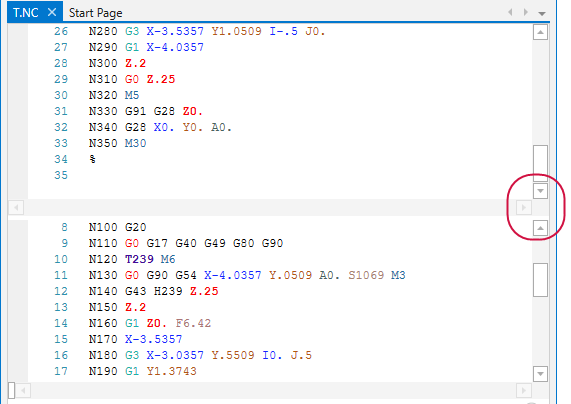 T.NC Start Page
26 N280 G3 X-3.5357 Y1.0509 I-.5 J0.
27 N290 G1 X-4.0357
28 N300 Z.2
29 N310 G0 Z.25
30 N320 M5
31 N330 G91 G28 Z0.
32 N340 G28 X0. Y0. A0.
33 N350 M30
34 %
35
8 N100 G20
9 N110 G0 G17 G40 G49 G80 G90
10 N120 T239 M6
11 N130 G0 G90 G54 X-4.0357 Y.0509 A0. S1069 M3
12 N140 G43 H239 Z.25
13 N150 Z.2
14 N160 G1 Z0. F6.42
15 N170 X-3.5357
16 N180 G3 X-3.0357 Y.5509 I0. J.5
17 N190 G1 Y1.3743